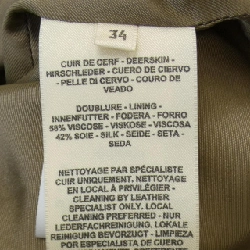 34
CUIR DE CERF - DEERSKIN -
HIRSCHLEDER - CUERO DE CIERVO
- PELLE DI CERVO - COURO DE
VEADO
DOUBLURE - LINING -
INNENFUTTER - FODERA - FORRO
58% VISCOSE - VISKOSE - VISCOSA
42% SOIE - SILK - SEIDE - SETA -
SEDA
NETTOYAGE PAR SPÉCIALISTE
CUIR UNIQUEMENT. NETTOYAGE
EN LOCAL À PRIVILÉGIER -
CLEANING BY LEATHER
SPECIALIST ONLY. LOCAL
CLEANING PREFERRED - NUR
LEDERFACHREINIGUNG. LOKALE
REINIGUNG BEVORZUGT - LIMPIEZA
POR ESPECIALISTA DE CUERO